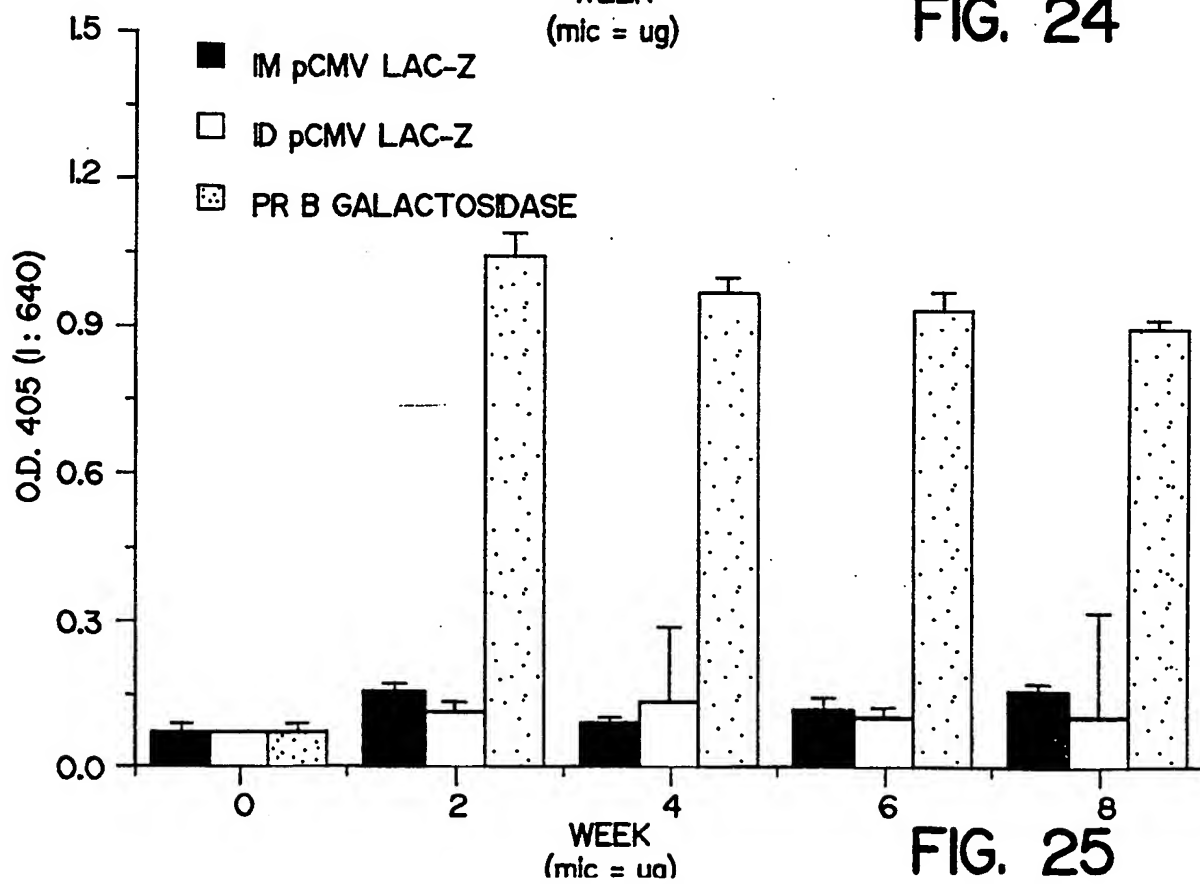 (mic = ug)
FIG. 24
1.5
IM pCMV LAC-Z
ID pCMV LAC-Z
1.2
PR B GALACTOSIDASE
O.D. 405 (1:640)
0.9
0.6
0.3
0.0
0 2 4 6 8
WEEK
(mic = ug)
FIG. 25